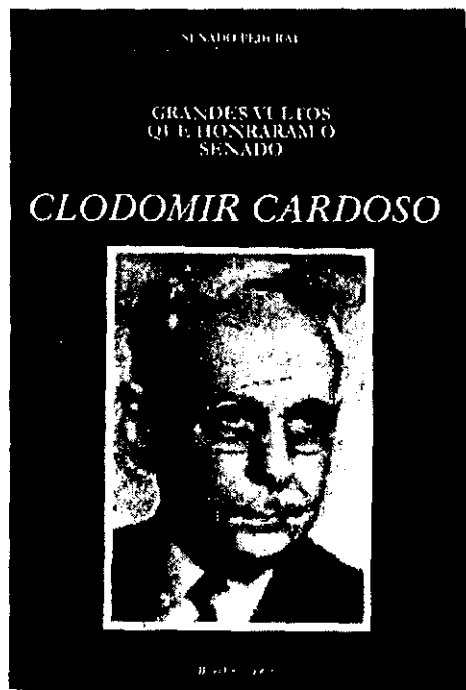 SENADO FEDERAL
GRANDES VULTOS
QUE HONRARAM O
SENADO
CLODOMIR CARDOSO